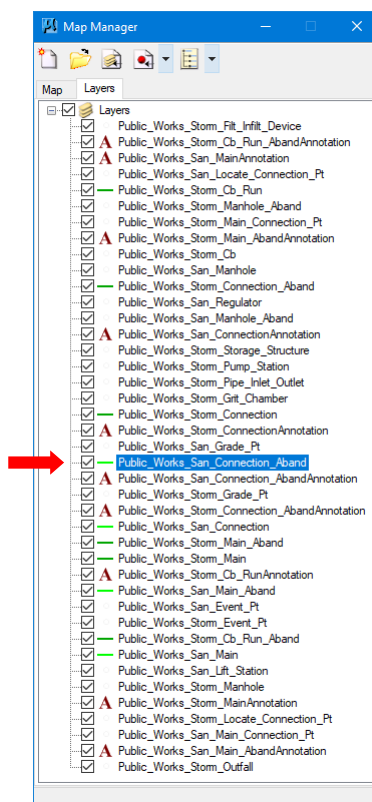 Map Manager
Map Layers
Layers
Public_Works_Storm_Filt_Infilt_Device
A Public_Works_Storm_Cb_Run_AbandAnnotation
A Public_Works_San_MainAnnotation
Public_Works_San_Locate_Connection_Pt
Public_Works_Storm_Cb_Run
Public_Works_Storm_Manhole_Aband
Public_Works_Storm_Main_Connection_Pt
A Public_Works_Storm_Main_AbandAnnotation
Public_Works_Storm_Cb
Public_Works_San_Manhole
Public_Works_Storm_Connection_Aband
Public_Works_San_Regulator
Public_Works_San_Manhole_Aband
A Public_Works_San_ConnectionAnnotation
Public_Works_Storm_Storage_Structure
Public_Works_Storm_Pump_Station
Public_Works_Storm_Pipe_Inlet_Outlet
Public_Works_Storm_Grit_Chamber
Public_Works_Storm_Connection
A Public_Works_Storm_ConnectionAnnotation
Public_Works_San_Grade_Pt
Public_Works_San_Connection_Aband
A Public_Works_San_Connection_AbandAnnotation
Public_Works_Storm_Grade_Pt
A Public_Works_Storm_Connection_AbandAnnotation
Public_Works_San_Connection
Public_Works_Storm_Main_Aband
Public_Works_Storm_Main
A Public_Works_Storm_Cb_RunAnnotation
Public_Works_San_Main_Aband
Public_Works_San_Event_Pt
Public_Works_Storm_Event_Pt
Public_Works_Storm_Cb_Run_Aband
Public_Works_San_Main
Public_Works_San_Lift_Station
Public_Works_Storm_Manhole
A Public_Works_Storm_MainAnnotation
Public_Works_Storm_Locate_Connection_Pt
Public_Works_San_Main_Connection_Pt
A Public_Works_San_Main_AbandAnnotation
Public_Works_Storm_Outfall